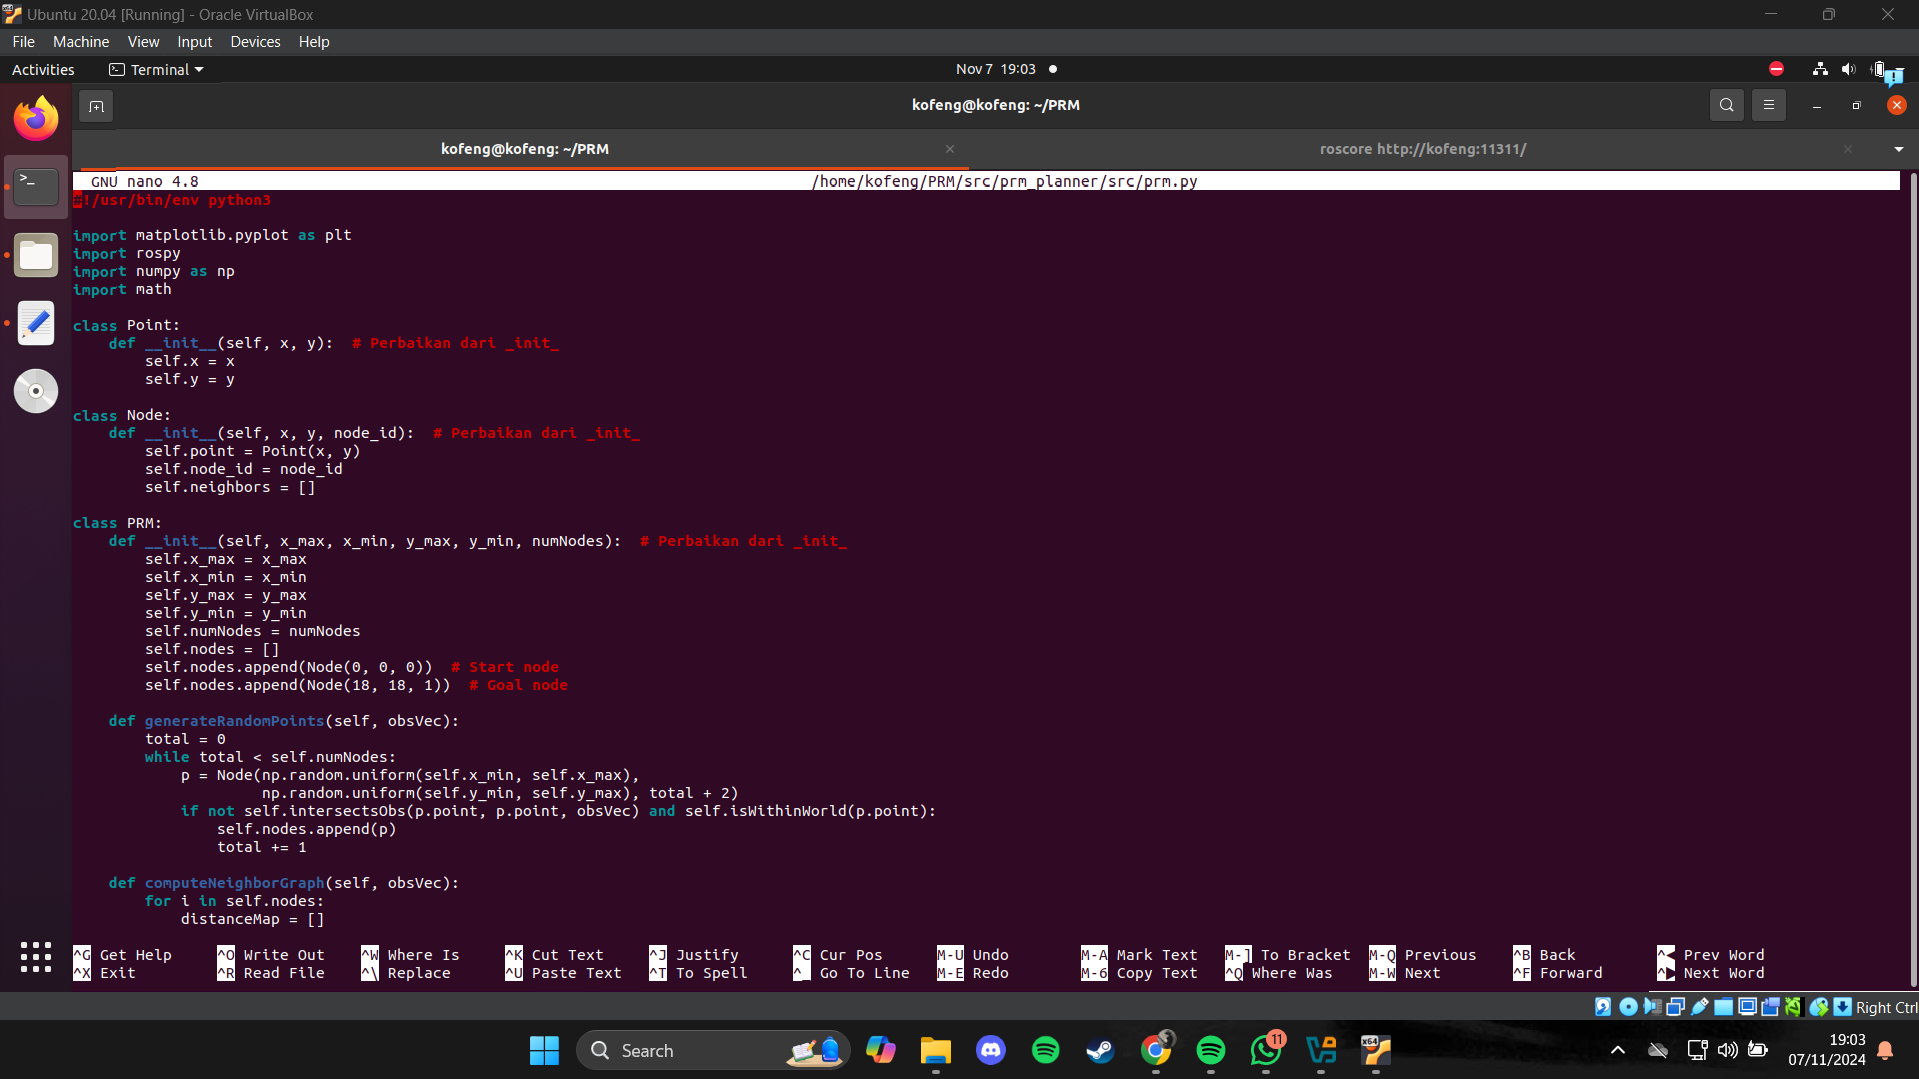 Ubuntu 20.04 [Running] - Oracle VirtualBox
File Machine View Input Devices Help
Activities Terminal Nov 7 19:03
kofeng@kofeng: ~/PRM
kofeng@kofeng: ~/PRM roscore http://kofeng:11311/
GNU nano 4.8 /home/kofeng/PRM/src/prm_planner/src/prm.py
#!/usr/bin/env python3
import matplotlib.pyplot as plt
import rospy
import numpy as np
import math
class Point:
def __init__(self, x, y):  # Perbaikan dari _init_
self.x = x
self.y = y
class Node:
def __init__(self, x, y, node_id):  # Perbaikan dari _init_
self.point = Point(x, y)
self.node_id = node_id
self.neighbors = []
class PRM:
def __init__(self, x_max, x_min, y_max, y_min, numNodes):  # Perbaikan dari _init_
self.x_max = x_max
self.x_min = x_min
self.y_max = y_max
self.y_min = y_min
self.numNodes = numNodes
self.nodes = []
self.nodes.append(Node(0, 0, 0))  # Start node
self.nodes.append(Node(18, 18, 1))  # Goal node
def generateRandomPoints(self, obsVec):
total = 0
while total < self.numNodes:
p = Node(np.random.uniform(self.x_min, self.x_max),
np.random.uniform(self.y_min, self.y_max), total + 2)
if not self.intersectsObs(p.point, p.point, obsVec) and self.isWithinWorld(p.point):
self.nodes.append(p)
total += 1
def computeNeighborGraph(self, obsVec):
for i in self.nodes:
distanceMap = []
^G Get Help ^O Write Out ^W Where Is ^K Cut Text ^J Justify ^C Cur Pos M-U Undo M-A Mark Text M-] To Bracket M-Q Previous ^B Back ^◀ Prev Word
^X Exit ^R Read File ^\ Replace ^U Paste Text ^T To Spell ^_ Go To Line M-E Redo M-6 Copy Text ^Q Where Was M-W Next ^F Forward ^▶ Next Word
Right Ctrl
Search 11 19:03
07/11/2024